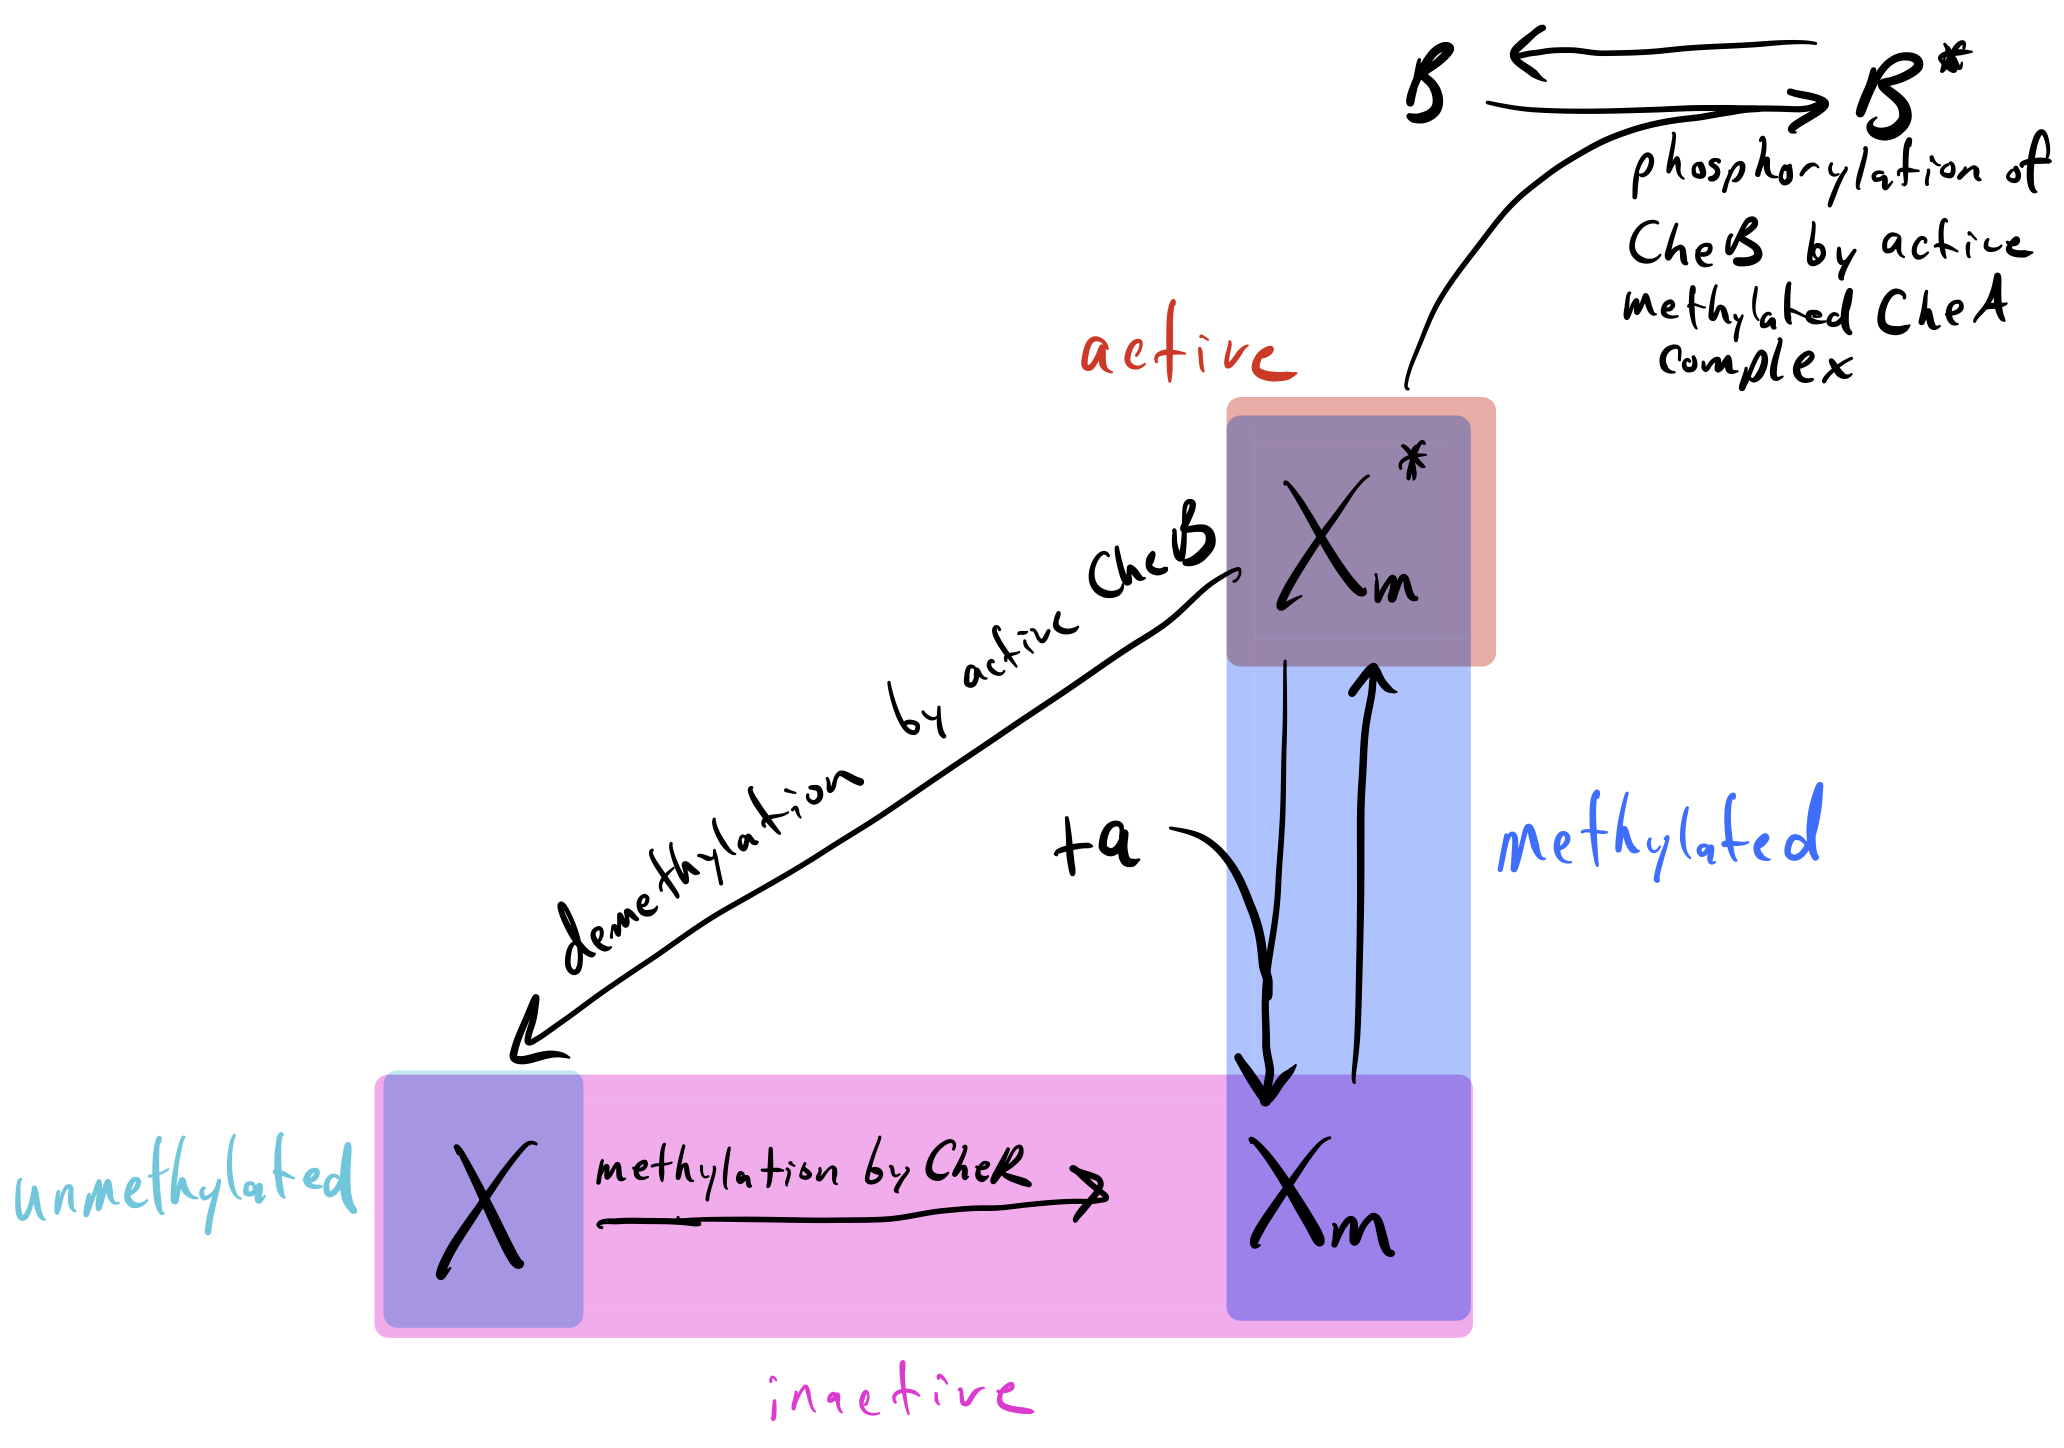 B
B*
phosphorylation of
CheB by active
methylated CheA
complex
active
X*m
demethylation by active CheB
+a
methylated
unmethylated
X
methylation by CheR
Xm
inactive